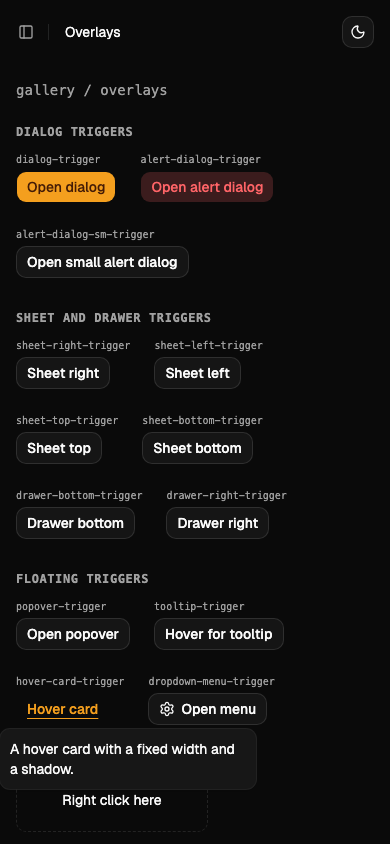 Overlays
gallery / overlays
DIALOG TRIGGERS
dialog-trigger
alert-dialog-trigger
Open dialog
Open alert dialog
alert-dialog-sm-trigger
Open small alert dialog
SHEET AND DRAWER TRIGGERS
sheet-right-trigger
sheet-left-trigger
Sheet right
Sheet left
sheet-top-trigger
sheet-bottom-trigger
Sheet top
Sheet bottom
drawer-bottom-trigger
drawer-right-trigger
Drawer bottom
Drawer right
FLOATING TRIGGERS
popover-trigger
tooltip-trigger
Open popover
Hover for tooltip
hover-card-trigger
dropdown-menu-trigger
Hover card
Open menu
A hover card with a fixed width and
a shadow.
Right click here